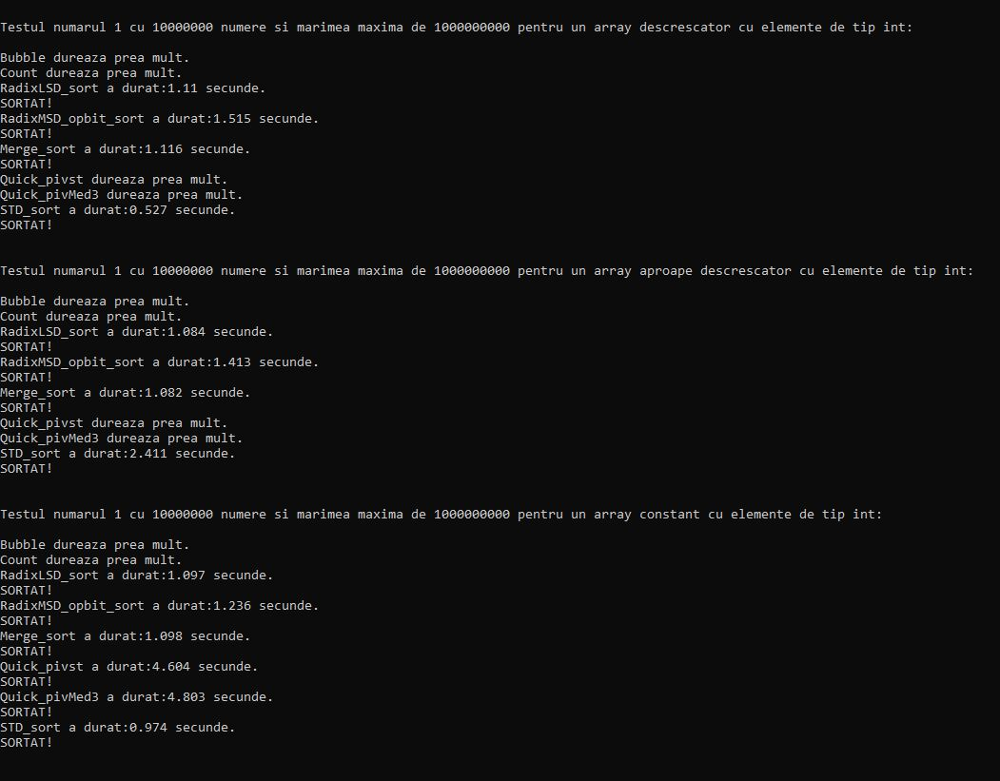 Testul numarul 1 cu 10000000 numere si marimea maxima de 1000000000 pentru un array descrescator cu elemente de tip int:
Bubble dureaza prea mult.
Count dureaza prea mult.
RadixLSD_sort a durat:1.11 secunde.
SORTAT!
RadixMSD_opbit_sort a durat:1.515 secunde.
SORTAT!
Merge_sort a durat:1.116 secunde.
SORTAT!
Quick_pivst dureaza prea mult.
Quick_pivMed3 dureaza prea mult.
STD_sort a durat:0.527 secunde.
SORTAT!
Testul numarul 1 cu 10000000 numere si marimea maxima de 1000000000 pentru un array aproape descrescator cu elemente de tip int:
Bubble dureaza prea mult.
Count dureaza prea mult.
RadixLSD_sort a durat:1.084 secunde.
SORTAT!
RadixMSD_opbit_sort a durat:1.413 secunde.
SORTAT!
Merge_sort a durat:1.082 secunde.
SORTAT!
Quick_pivst dureaza prea mult.
Quick_pivMed3 dureaza prea mult.
STD_sort a durat:2.411 secunde.
SORTAT!
Testul numarul 1 cu 10000000 numere si marimea maxima de 1000000000 pentru un array constant cu elemente de tip int:
Bubble dureaza prea mult.
Count dureaza prea mult.
RadixLSD_sort a durat:1.097 secunde.
SORTAT!
RadixMSD_opbit_sort a durat:1.236 secunde.
SORTAT!
Merge_sort a durat:1.098 secunde.
SORTAT!
Quick_pivst a durat:4.604 secunde.
SORTAT!
Quick_pivMed3 a durat:4.803 secunde.
SORTAT!
STD_sort a durat:0.974 secunde.
SORTAT!